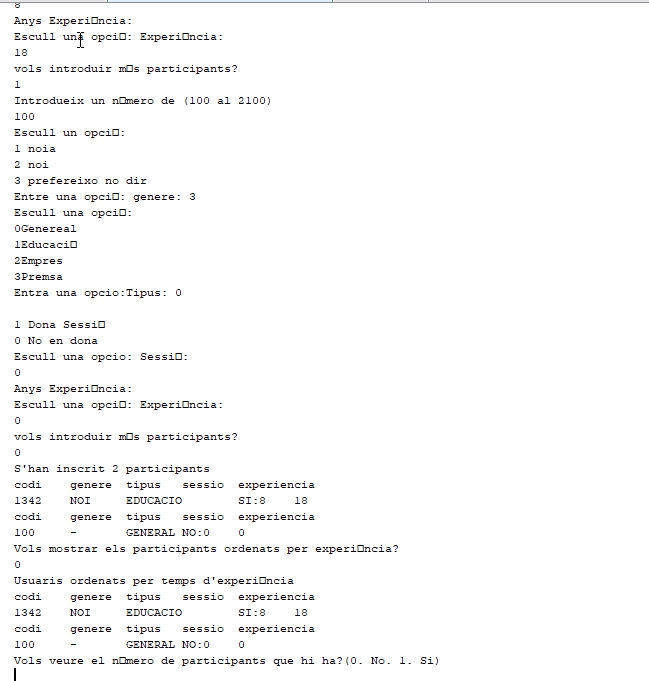 8
Anys Experi□ncia:
Escull una opci□: Experi□ncia:
18
vols introduir m□s participants?
1
Introdueix un n□mero de (100 al 2100)
100
Escull un opci□:
1 noia
2 noi
3 prefereixo no dir
Entre una opci□: genere: 3
Escull una opci□:
0Genereal
1Educaci□
2Empres
3Premsa
Entra una opcio:Tipus: 0
1 Dona Sessi□
0 No en dona
Escull una opcio: Sessi□:
0
Anys Experi□ncia:
Escull una opci□: Experi□ncia:
0
vols introduir m□s participants?
0
S'han inscrit 2 participants
codi genere tipus sessio experiencia
1342 NOI EDUCACIO SI:8 18
codi genere tipus sessio experiencia
100 - GENERAL NO:0 0
Vols mostrar els participants ordenats per experi□ncia?
0
Usuaris ordenats per temps d'experi□ncia
codi genere tipus sessio experiencia
1342 NOI EDUCACIO SI:8 18
codi genere tipus sessio experiencia
100 - GENERAL NO:0 0
Vols veure el n□mero de participants que hi ha?(0. No. 1. Si)